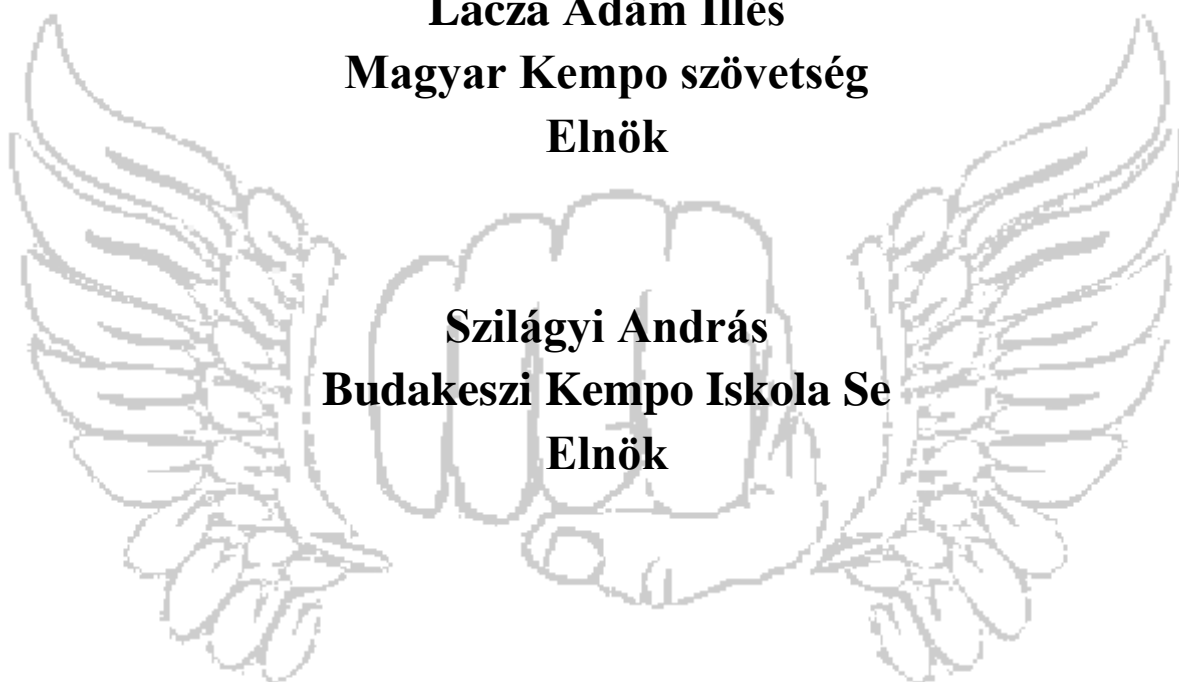 Lacza Ádám Illés
Magyar Kempo szövetség
Elnök
Szilágyi András
Budakeszi Kempo Iskola Se
Elnök